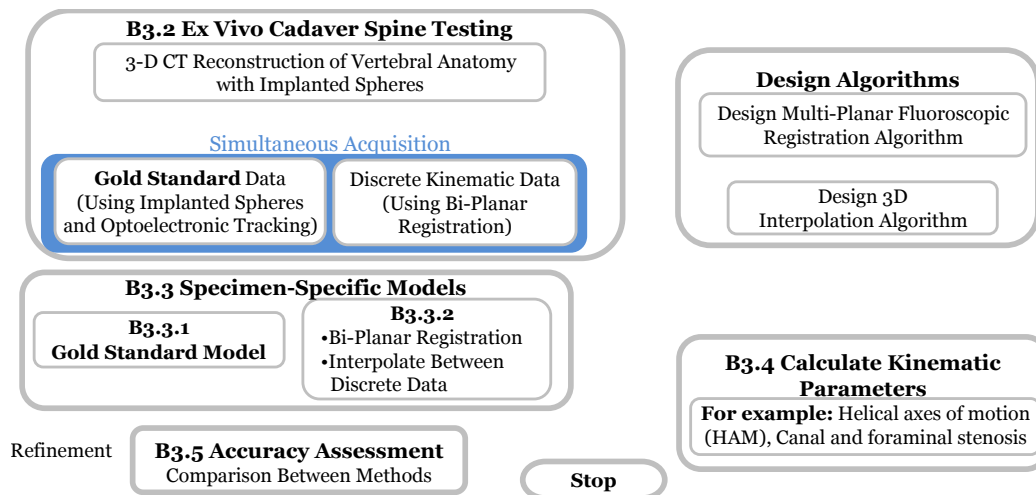 B3.2 Ex Vivo Cadaver Spine Testing
3-D CT Reconstruction of Vertebral Anatomy
with Implanted Spheres
Simultaneous Acquisition
Gold Standard Data
(Using Implanted Spheres
and Optoelectronic Tracking)
Discrete Kinematic Data
(Using Bi-Planar
Registration)
Design Algorithms
Design Multi-Planar Fluoroscopic
Registration Algorithm
Design 3D
Interpolation Algorithm
B3.3 Specimen-Specific Models
B3.3.1
Gold Standard Model
B3.3.2
•Bi-Planar Registration
•Interpolate Between
Discrete Data
B3.4 Calculate Kinematic
Parameters
For example: Helical axes of motion
(HAM), Canal and foraminal stenosis
Refinement
B3.5 Accuracy Assessment
Comparison Between Methods
Stop